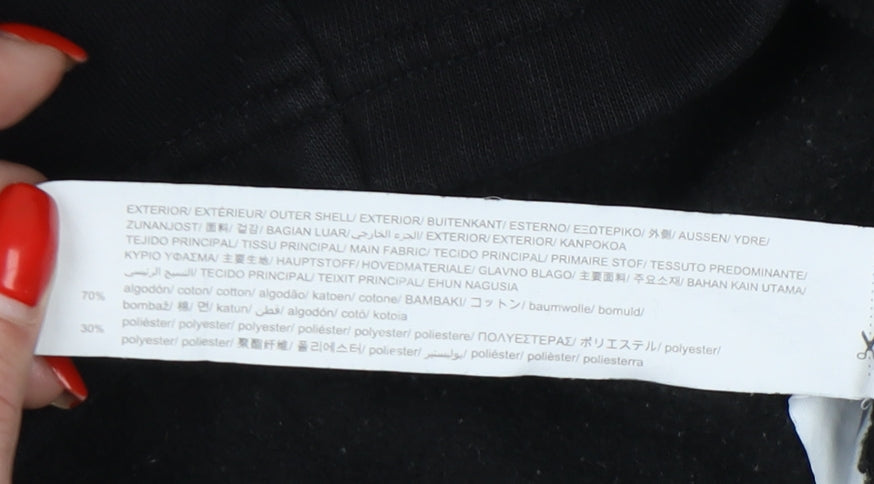 EXTERIOR/ EXTÉRIEUR/ OUTER SHELL/ EXTERIOR/ BUITENKANT/ ESTERNO/ ΕΞΩΤΕΡΙΚΟ/ 外側/ AUSSEN/ YDRE/
ZUNANJOST/ 面料/ 겉감/ BAGIAN LUAR/ الجزء الخارجي/ EXTERIOR/ EXTERIOR/ KANPOKOA
TEJIDO PRINCIPAL/ TISSU PRINCIPAL/ MAIN FABRIC/ TECIDO PRINCIPAL/ PRIMAIRE STOF/ TESSUTO PREDOMINANTE/
ΚΥΡΙΟ ΥΦΑΣΜΑ/ 主要生地/ HAUPTSTOFF/ HOVEDMATERIALE/ GLAVNO BLAGO/ 主要面料/ 주요소재/ BAHAN KAIN UTAMA/
النسيج الرئيسي/ TECIDO PRINCIPAL/ TEIXIT PRINCIPAL/ EHUN NAGUSIA
70% algodón/ coton/ cotton/ algodão/ katoen/ cotone/ ΒΑΜΒΑΚΙ/ コットン/ baumwolle/ bomuld/
bombaž/ 棉/ 면/ katun/ قطن/ algodón/ cotó/ kotoia
30% poliéster/ polyester/ polyester/ poliéster/ polyester/ poliestere/ ΠΟΛΥΕΣΤΕΡΑΣ/ ポリエステル/ polyester/
polyester/ poliester/ 聚酯纤维/ 폴리에스터/ poliester/ بوليستير/ poliéster/ polièster/ poliesterra